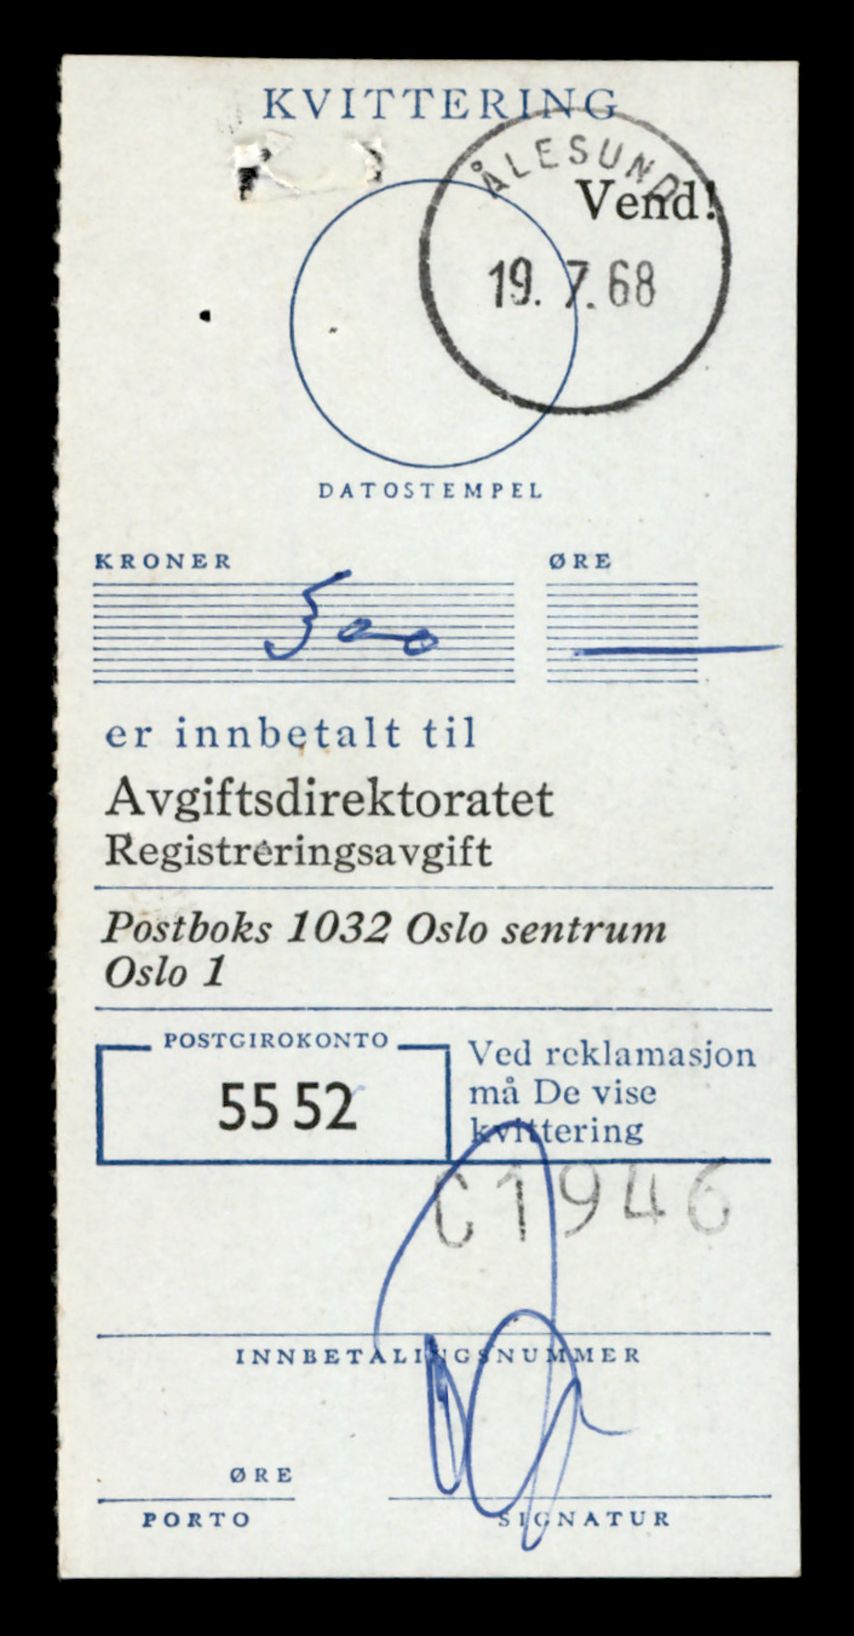 KVITTERING
ÅLESUND
Vend!
19. 7. 68
DATOSTEMPEL
KRONER ØRE
500 —
er innbetalt til
Avgiftsdirektoratet
Registreringsavgift
Postboks 1032 Oslo sentrum
Oslo 1
POSTGIROKONTO
55 52
Ved reklamasjon
må De vise
kvittering
C1946
INNBETALINGSNUMMER
ØRE
PORTO SIGNATUR